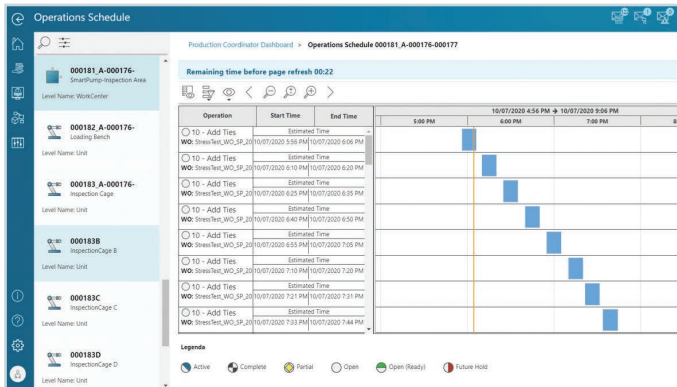 Operations Schedule
000181_A-000176-
SmartPump-Inspection Area
Level Name: WorkCenter
000182_A-000176-
Loading Bench
Level Name: Unit
000183_A-000176-
Inspection Cage
Level Name: Unit
000183B
InspectionCage B
Level Name: Unit
000183C
InspectionCage C
Level Name: Unit
000183D
InspectionCage D
Level Name: Unit
Production Coordinator Dashboard > Operations Schedule 000181_A-000176-000177
Remaining time before page refresh 00:22
Operation Start Time End Time
10/07/2020 4:56 PM → 10/07/2020 9:06 PM
5:00 PM 6:00 PM 7:00 PM 8
10 - Add Ties Estimated Time
WO: StressTest_WO_SP_20 10/07/2020 5:56 PM 10/07/2020 6:06 PM
10 - Add Ties Estimated Time
WO: StressTest_WO_SP_20 10/07/2020 6:10 PM 10/07/2020 6:20 PM
10 - Add Ties Estimated Time
WO: StressTest_WO_SP_20 10/07/2020 6:25 PM 10/07/2020 6:35 PM
10 - Add Ties Estimated Time
WO: StressTest_WO_SP_20 10/07/2020 6:40 PM 10/07/2020 6:50 PM
10 - Add Ties Estimated Time
WO: StressTest_WO_SP_20 10/07/2020 6:55 PM 10/07/2020 7:05 PM
10 - Add Ties Estimated Time
WO: StressTest_WO_SP_20 10/07/2020 7:10 PM 10/07/2020 7:20 PM
10 - Add Ties Estimated Time
WO: StressTest_WO_SP_20 10/07/2020 7:21 PM 10/07/2020 7:31 PM
10 - Add Ties Estimated Time
WO: StressTest_WO_SP_20 10/07/2020 7:33 PM 10/07/2020 7:44 PM
Legenda
Active Complete Partial Open Open (Ready) Future Hold